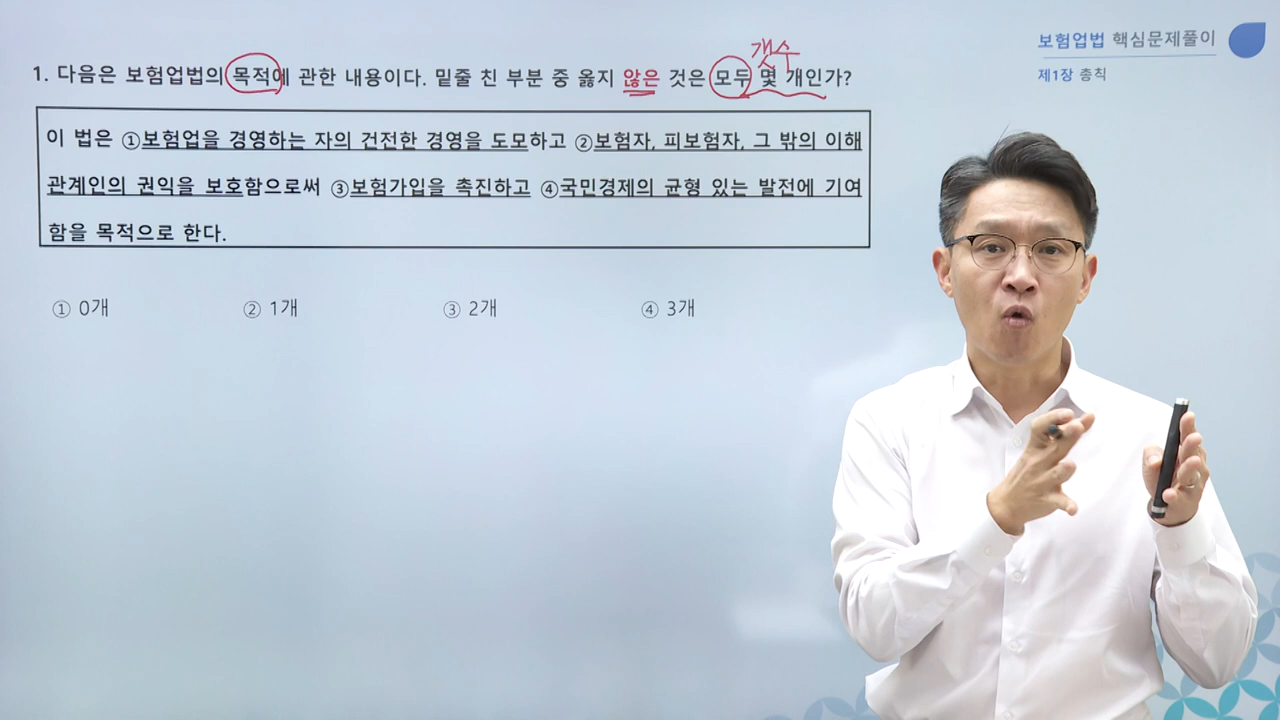 보험업법 핵심문제풀이
제1장 총칙
갯수
1. 다음은 보험업법의 목적에 관한 내용이다. 밑줄 친 부분 중 옳지 않은 것은 모두 몇 개인가?
이 법은 ①보험업을 경영하는 자의 건전한 경영을 도모하고 ②보험자, 피보험자, 그 밖의 이해
관계인의 권익을 보호함으로써 ③보험가입을 촉진하고 ④국민경제의 균형 있는 발전에 기여
함을 목적으로 한다.
① 0개 ② 1개 ③ 2개 ④ 3개